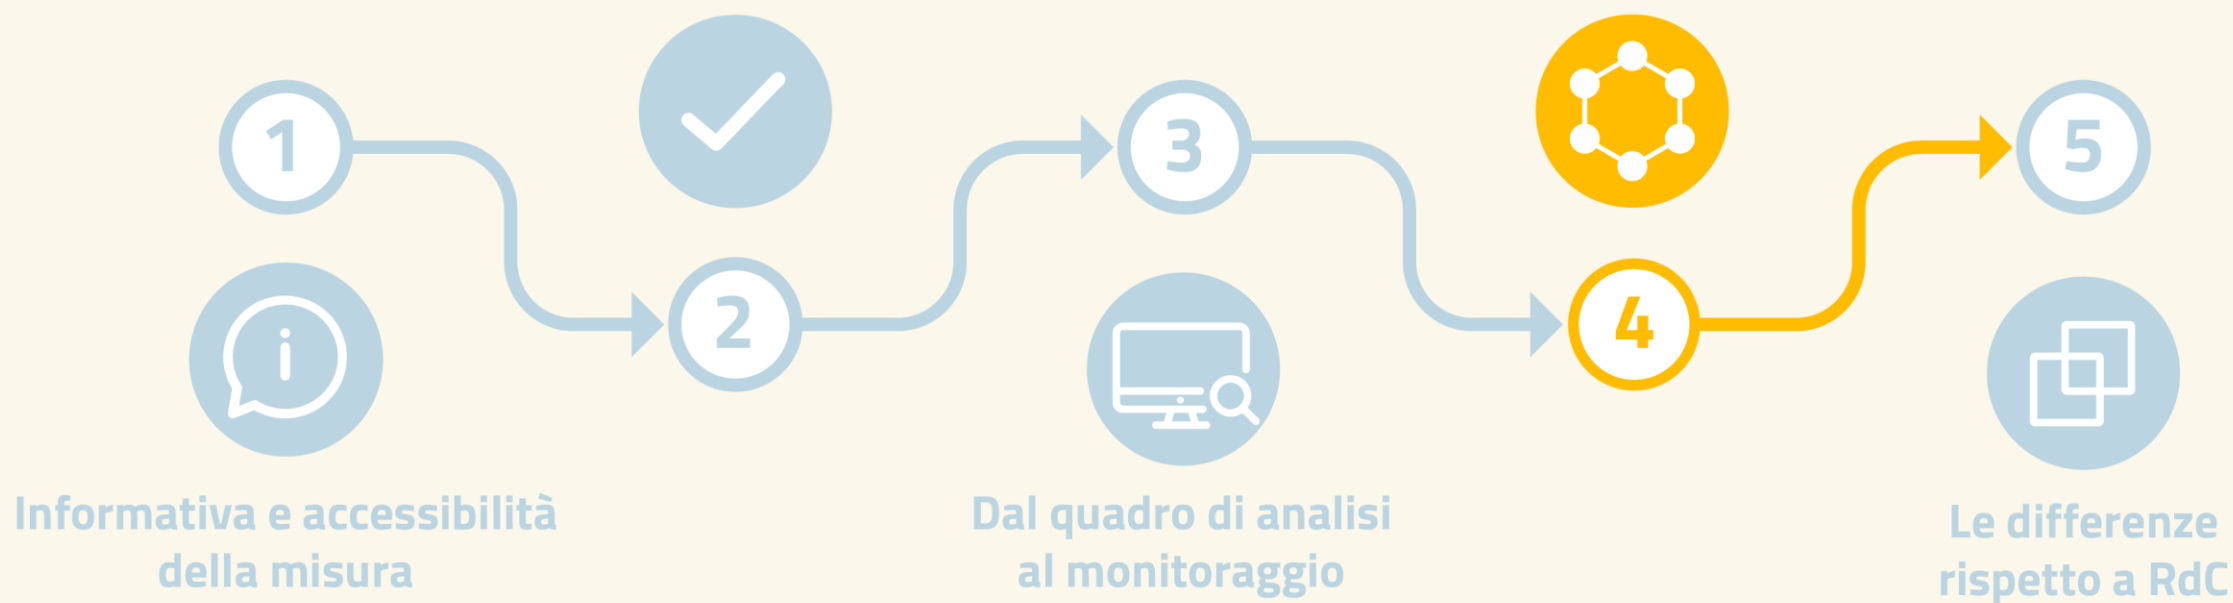 1
2
3
4
5
Informativa e accessibilità
della misura
Dal quadro di analisi
al monitoraggio
Le differenze
rispetto a RdC